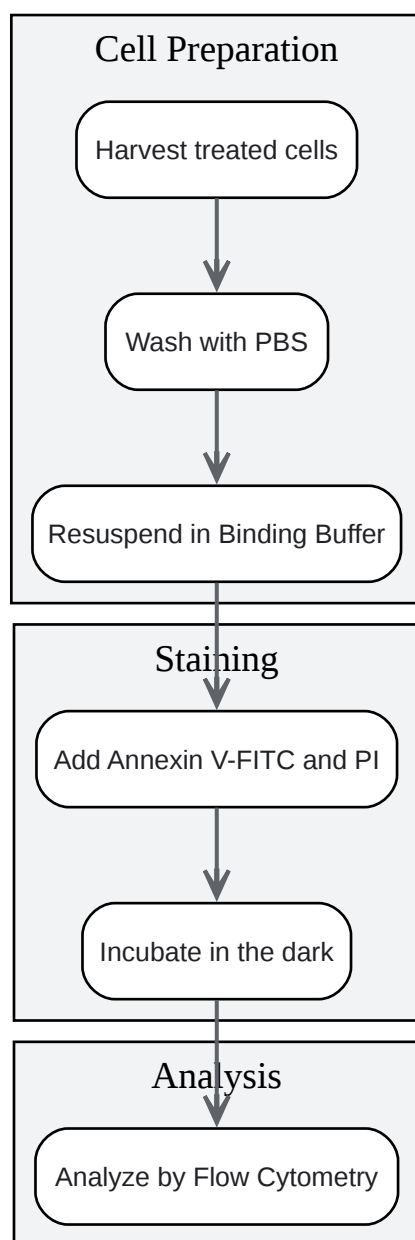 Cell Preparation
Harvest treated cells
Wash with PBS
Resuspend in Binding Buffer
Staining
Add Annexin V-FITC and PI
Incubate in the dark
Analysis
Analyze by Flow Cytometry